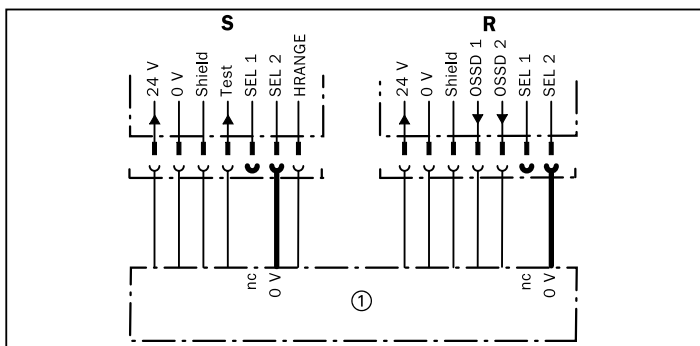 S
R
24 V
0 V
Shield
Test
SEL 1
SEL 2
HRANGE
24 V
0 V
Shield
OSSD 1
OSSD 2
SEL 1
SEL 2
nc
0 V
nc
0 V
①